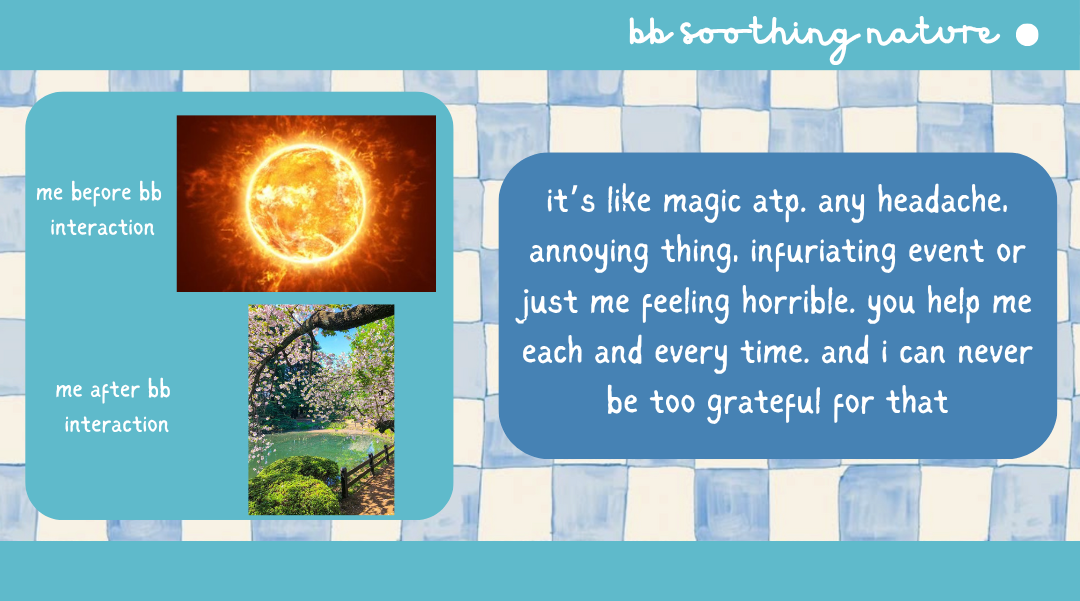 bb soothing nature
me before bb
interaction
me after bb
interaction
it's like magic atp. any headache,
annoying thing, infuriating event or
just me feeling horrible. you help me
each and every time. and i can never
be too grateful for that